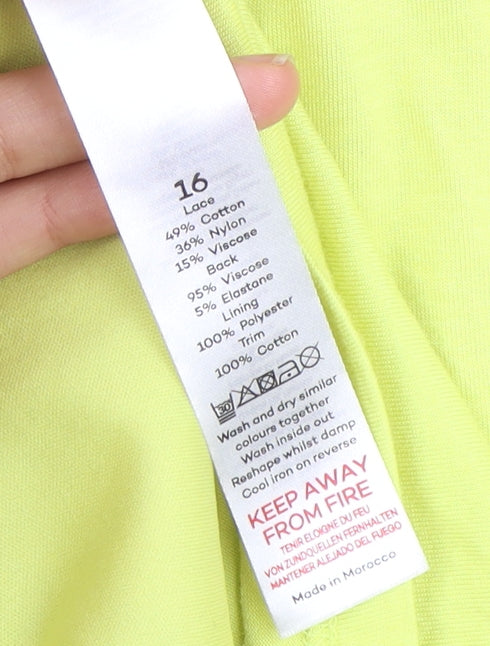 16
Lace
49% Cotton
36% Nylon
15% Viscose
Back
95% Viscose
5% Elastane
Lining
100% Polyester
Trim
100% Cotton
30
Wash and dry similar
colours together
Wash inside out
Reshape whilst damp
Cool iron on reverse
KEEP AWAY
FROM FIRE
TENIR ELOIGNE DU FEU
VON ZUNDQUELLEN FERNHALTEN
MANTENER ALEJADO DEL FUEGO
Made in Morocco